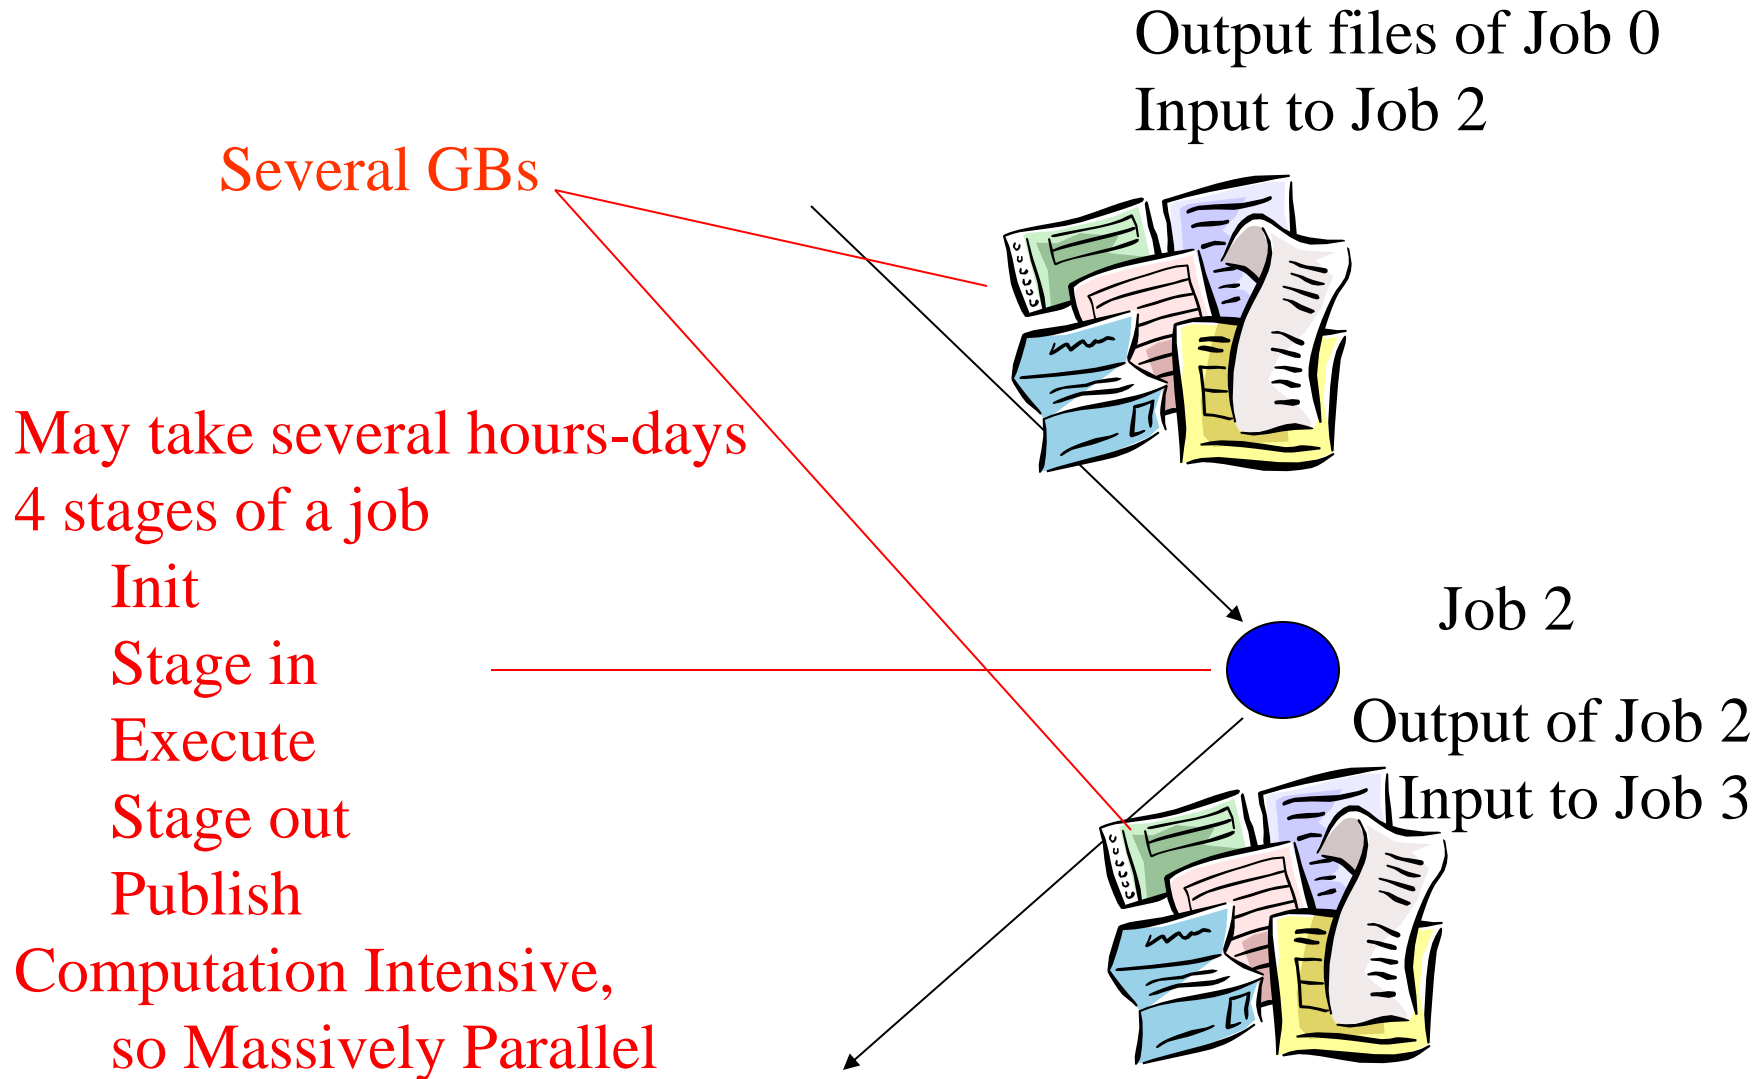 Output files of Job 0
Input to Job 2
Several GBs
May take several hours-days
4 stages of a job
Init
Stage in
Execute
Stage out
Publish
Computation Intensive,
so Massively Parallel
Job 2
Output of Job 2
Input to Job 3